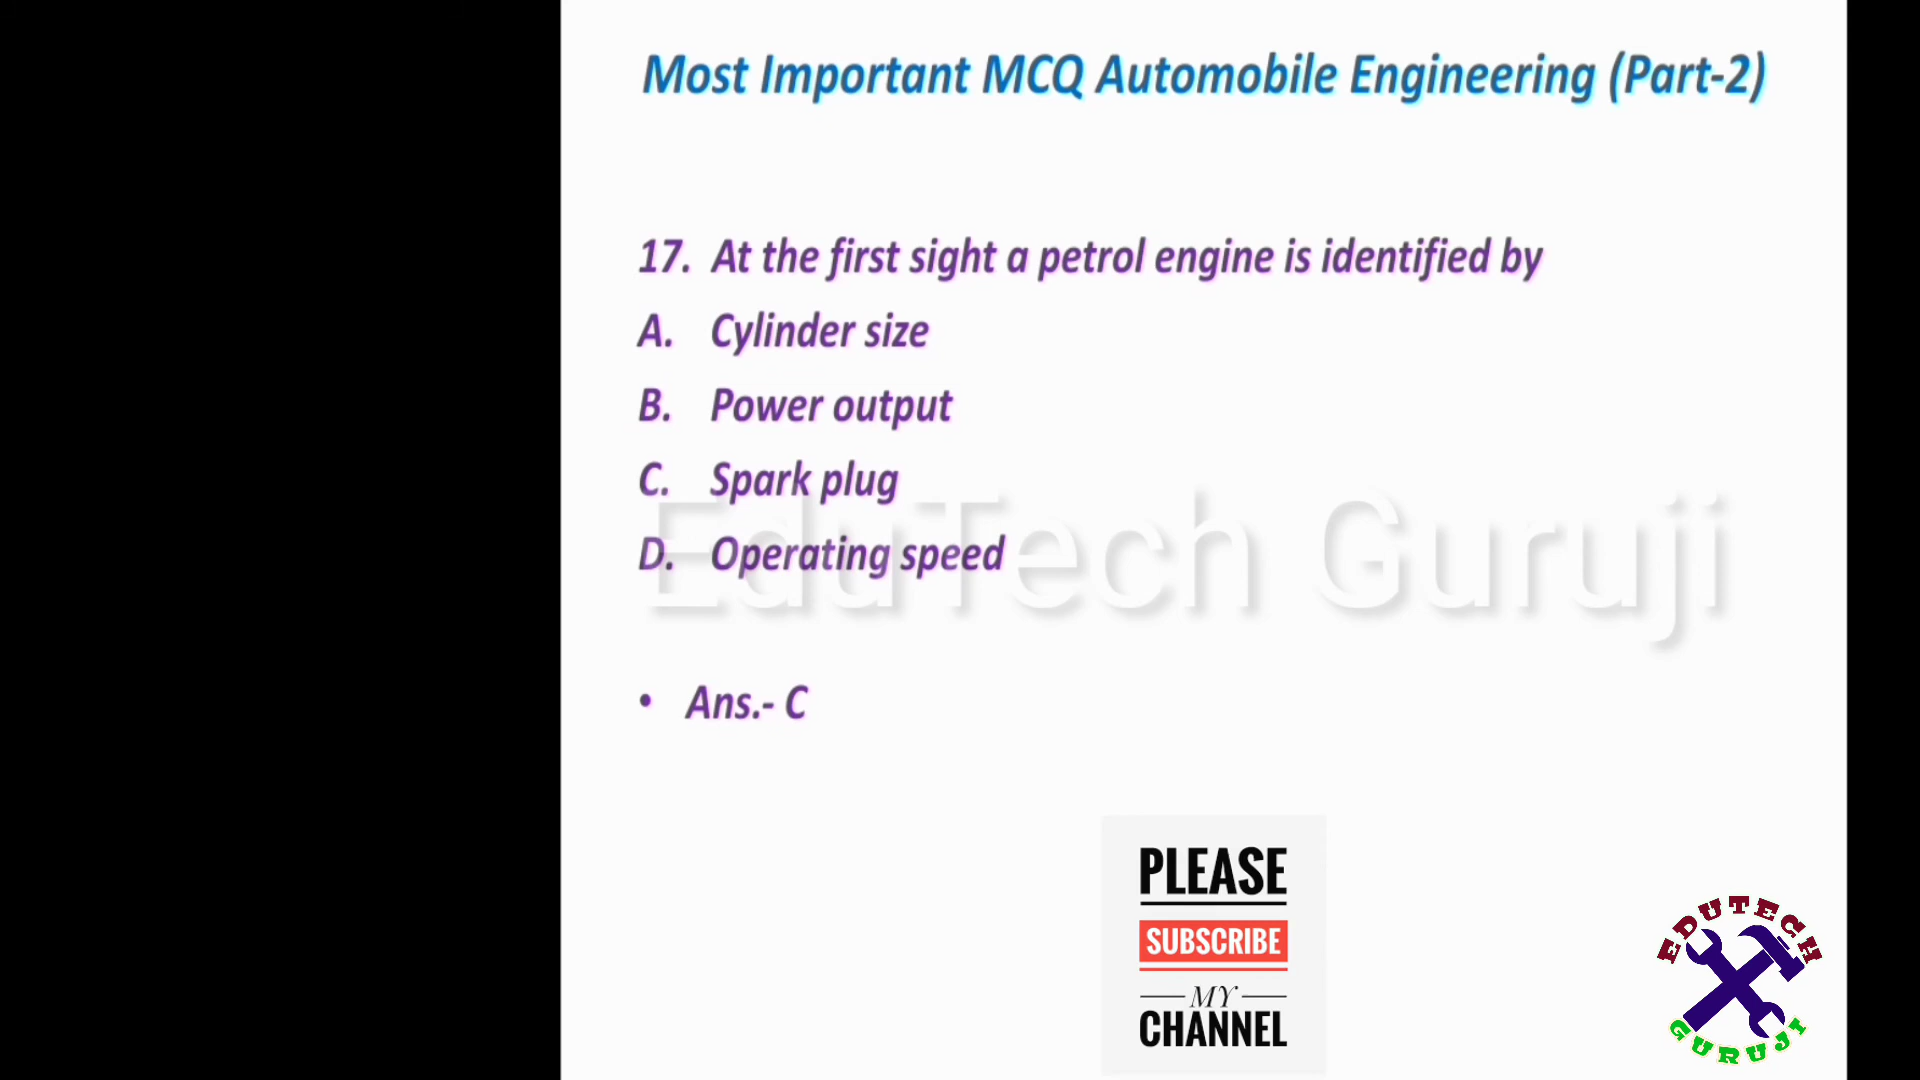 Most Important MCQ Automobile Engineering (Part-2)
17. At the first sight a petrol engine is identified by
A. Cylinder size
B. Power output
C. Spark plug
D. Operating speed
EduTech Guruji
• Ans.- C
PLEASE
SUBSCRIBE
MY
CHANNEL
EDUTECH
GURUJI